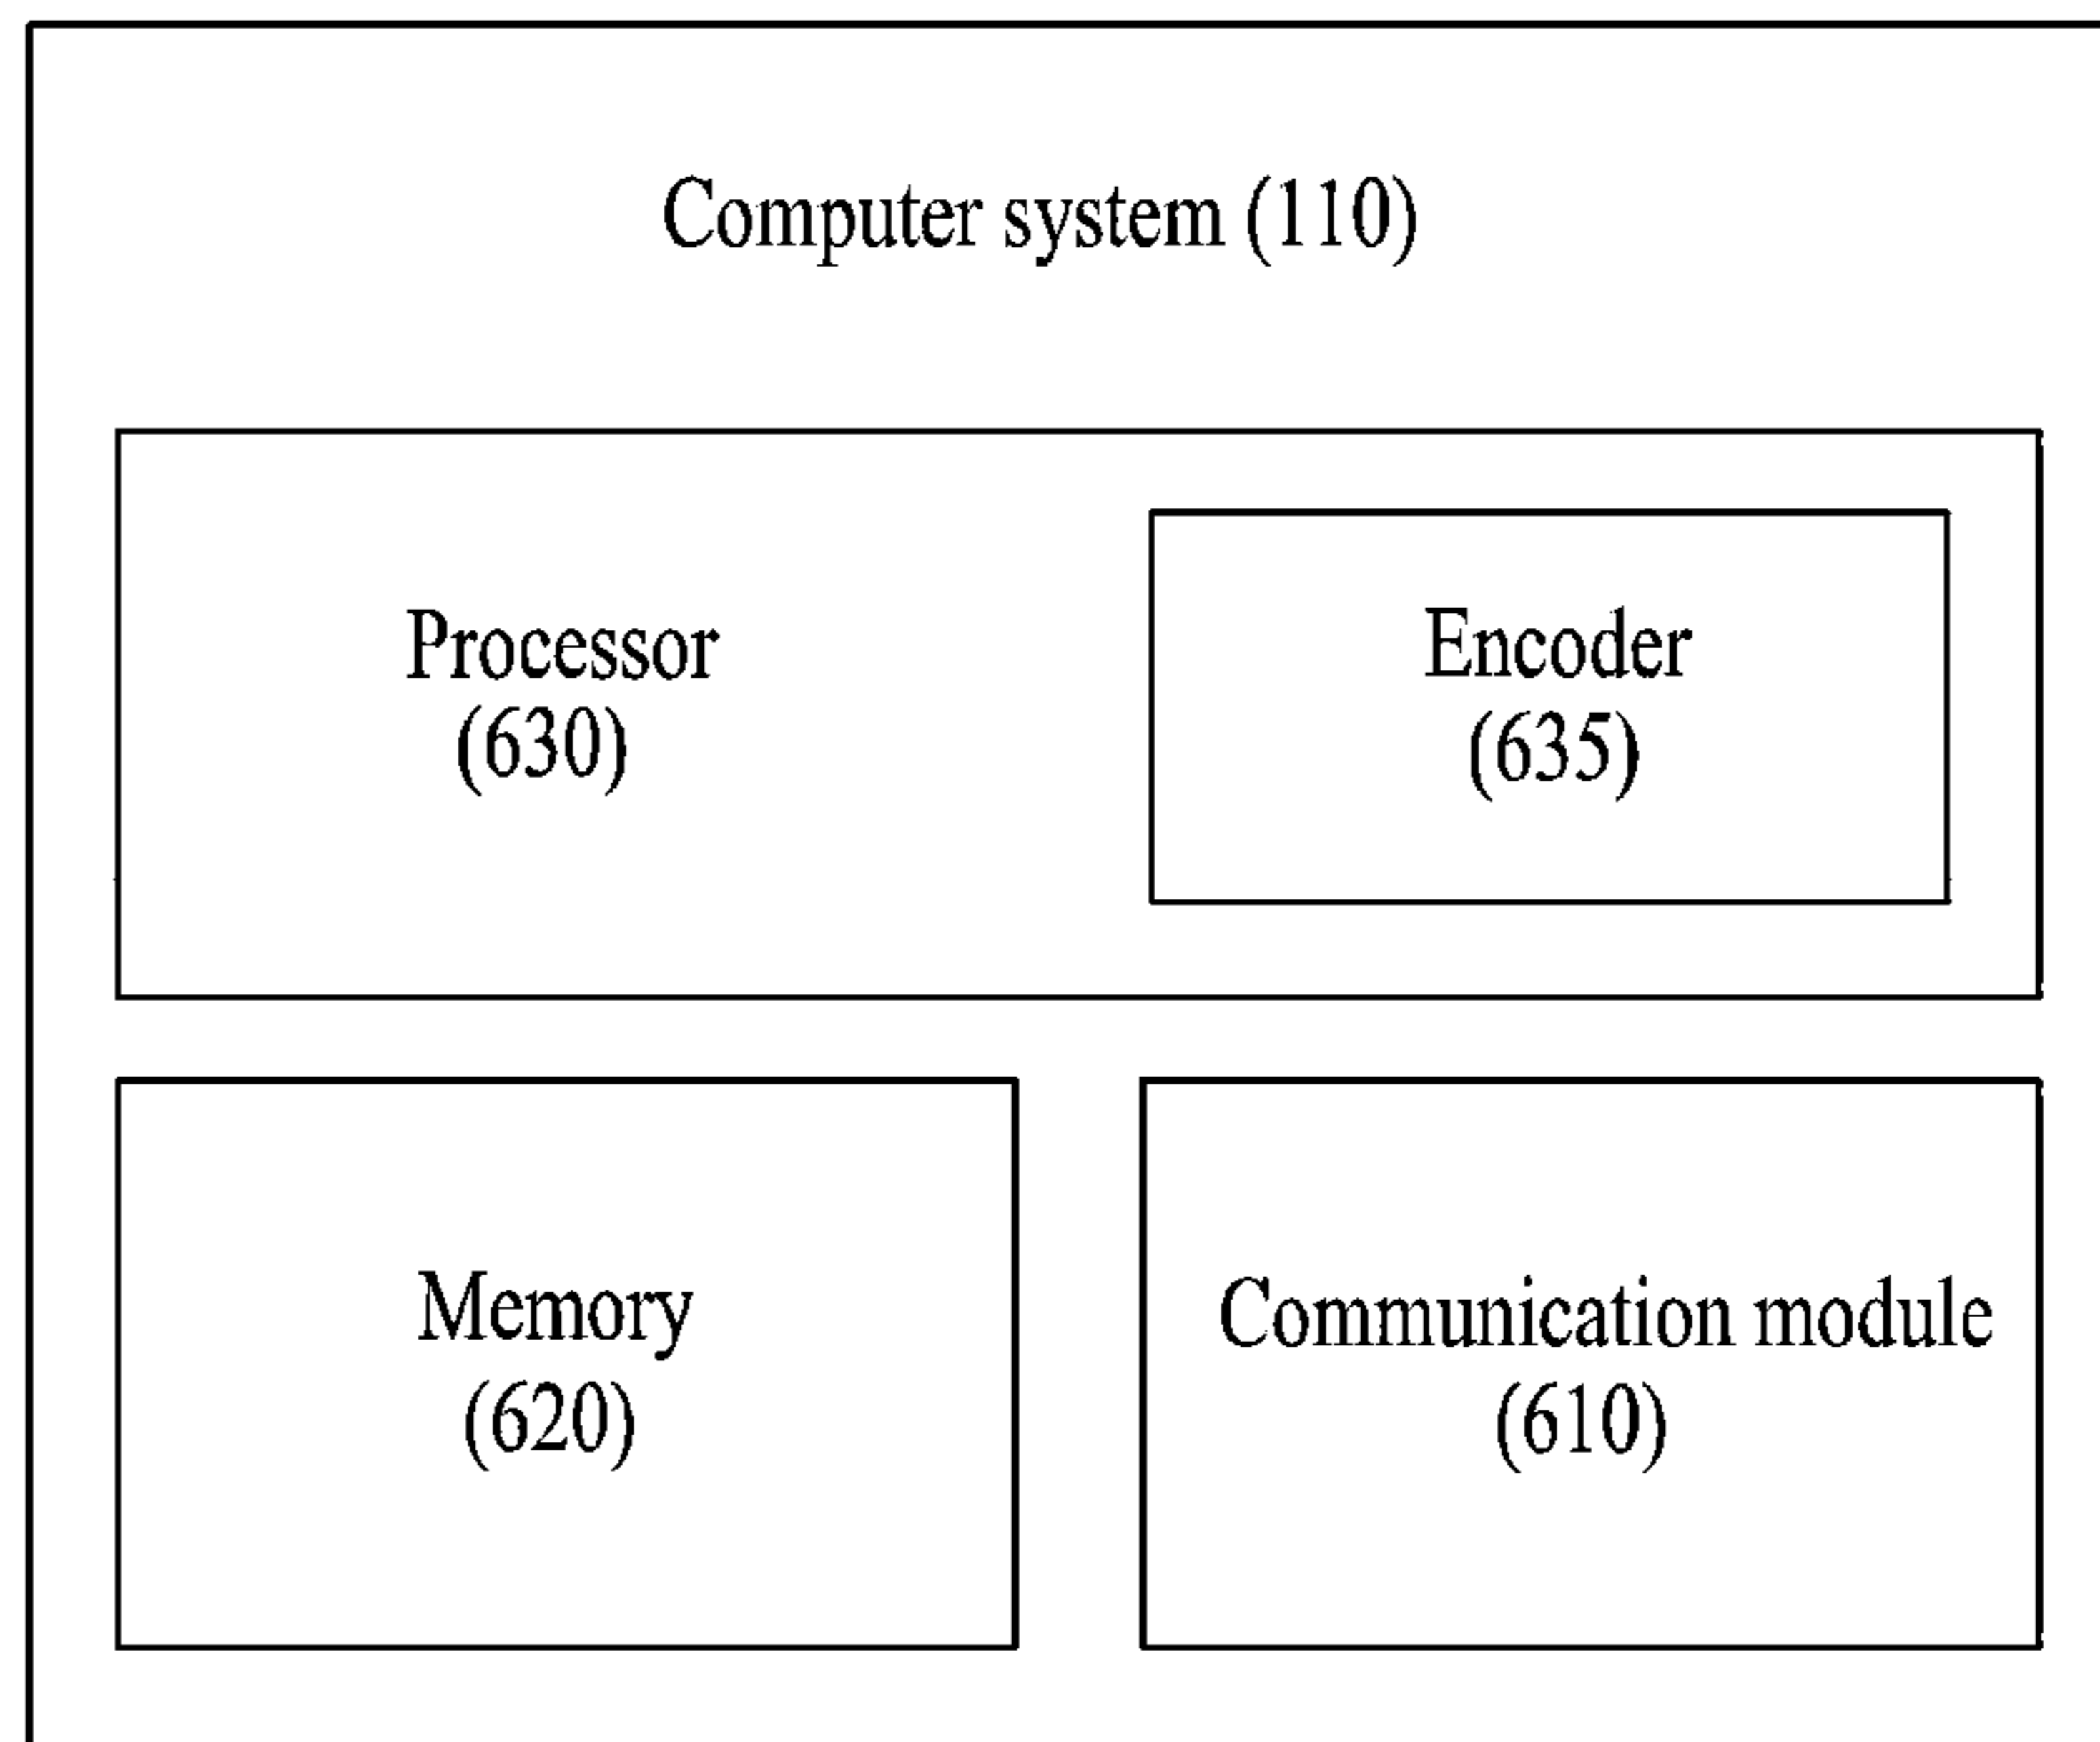 Computer system (110)
Processor
(630)
Encoder
(635)
Memory
(620)
Communication module
(610)